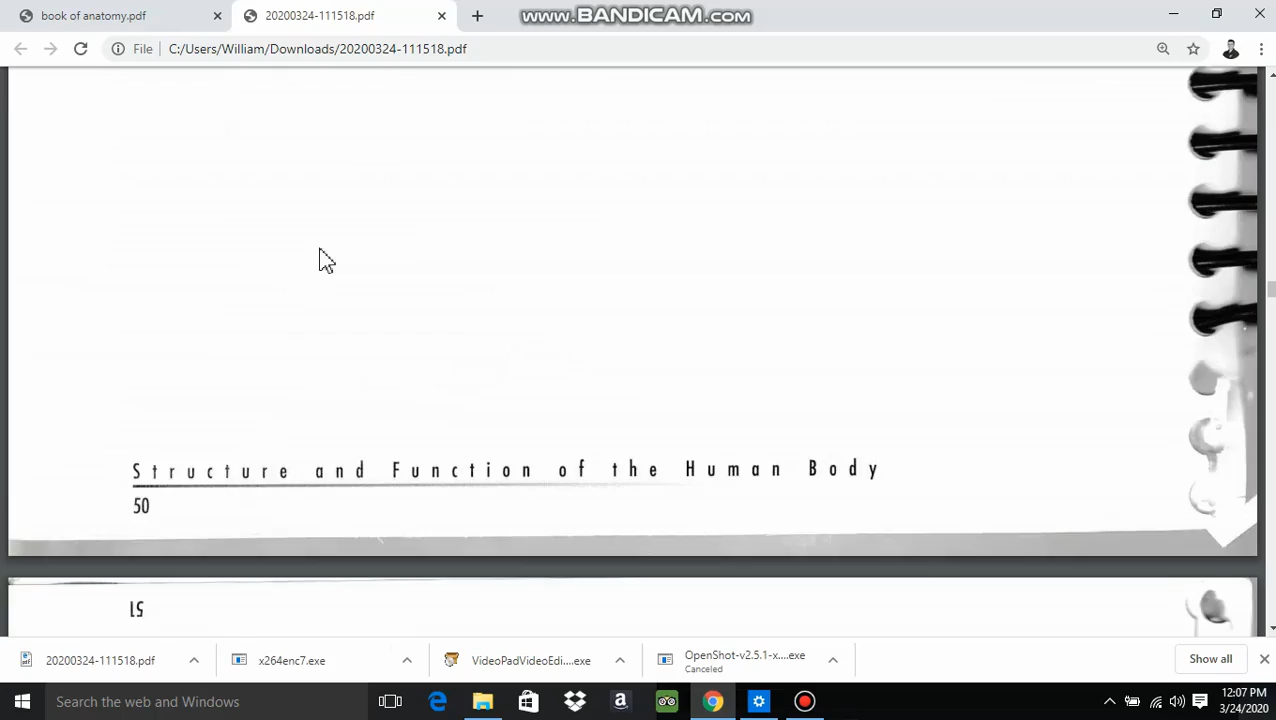 book of anatomy.pdf
20200324-111518.pdf
www.BANDICAM.com
File
C:/Users/William/Downloads/20200324-111518.pdf
Structure and Function of the Human Body
50
51
20200324-111518.pdf
x264enc7.exe
VideoPadVideoEdi....exe
OpenShot-v2.5.1-x....exe
Canceled
Show all
Search the web and Windows
12:07 PM
3/24/2020